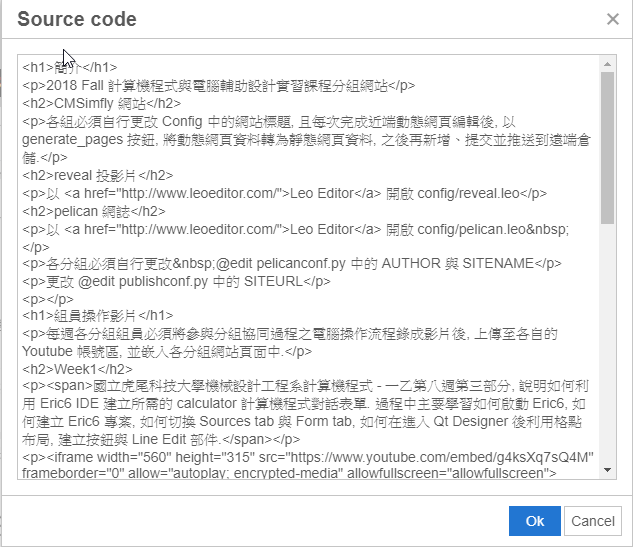 Source code
<h1>簡介</h1>
<p>2018 Fall 計算機程式與電腦輔助設計實習課程分組網站</p>
<h2>CMSimfly 網站</h2>
<p>各組必須自行更改 Config 中的網站標題, 且每次完成近端動態網頁編輯後, 以
generate_pages 按鈕, 將動態網頁資料轉為靜態網頁資料, 之後再新增、提交並推送到遠端倉
儲.</p>
<h2>reveal 投影片</h2>
<p>以 <a href="http://www.leoeditor.com/">Leo Editor</a> 開啟 config/reveal.leo</p>
<h2>pelican 網誌</h2>
<p>以 <a href="http://www.leoeditor.com/">Leo Editor</a> 開啟 config/pelican.leo&nbsp;
</p>
<p>各分組必須自行更改&nbsp;@edit pelicanconf.py 中的 AUTHOR 與 SITENAME</p>
<p>更改 @edit publishconf.py 中的 SITEURL</p>
<p></p>
<h1>組員操作影片</h1>
<p>每週各分組組員必須將參與分組協同過程之電腦操作流程錄成影片後, 上傳至各自的
Youtube 帳號區, 並嵌入各分組網站頁面中.</p>
<h2>Week1</h2>
<p><span>國立虎尾科技大學機械設計工程系計算機程式 - 一乙第八週第三部分, 說明如何利
用 Eric6 IDE 建立所需的 calculator 計算機程式對話表單. 過程中主要學習如何啟動 Eric6, 如
何建立 Eric6 專案, 如何切換 Sources tab 與 Form tab, 如何在進入 Qt Designer 後利用格點
布局, 建立按鈕與 Line Edit 部件.</span></p>
<p><iframe width="560" height="315" src="https://www.youtube.com/embed/g4ksXq7sQ4M"
frameborder="0" allow="autoplay; encrypted-media" allowfullscreen="allowfullscreen">
Ok
Cancel